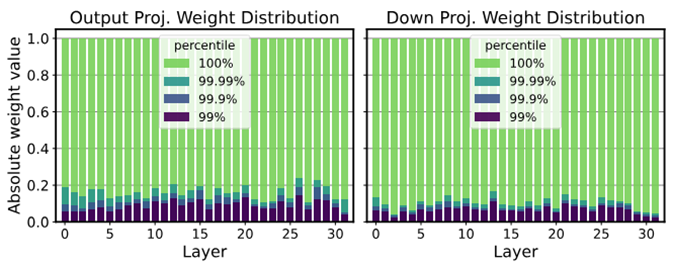 Output Proj. Weight Distribution
Absolute weight value
1.0
0.8
0.6
0.4
0.2
0.0
percentile
100%
99.99%
99.9%
99%
0 5 10 15 20 25 30
Layer
Down Proj. Weight Distribution
percentile
100%
99.99%
99.9%
99%
0 5 10 15 20 25 30
Layer